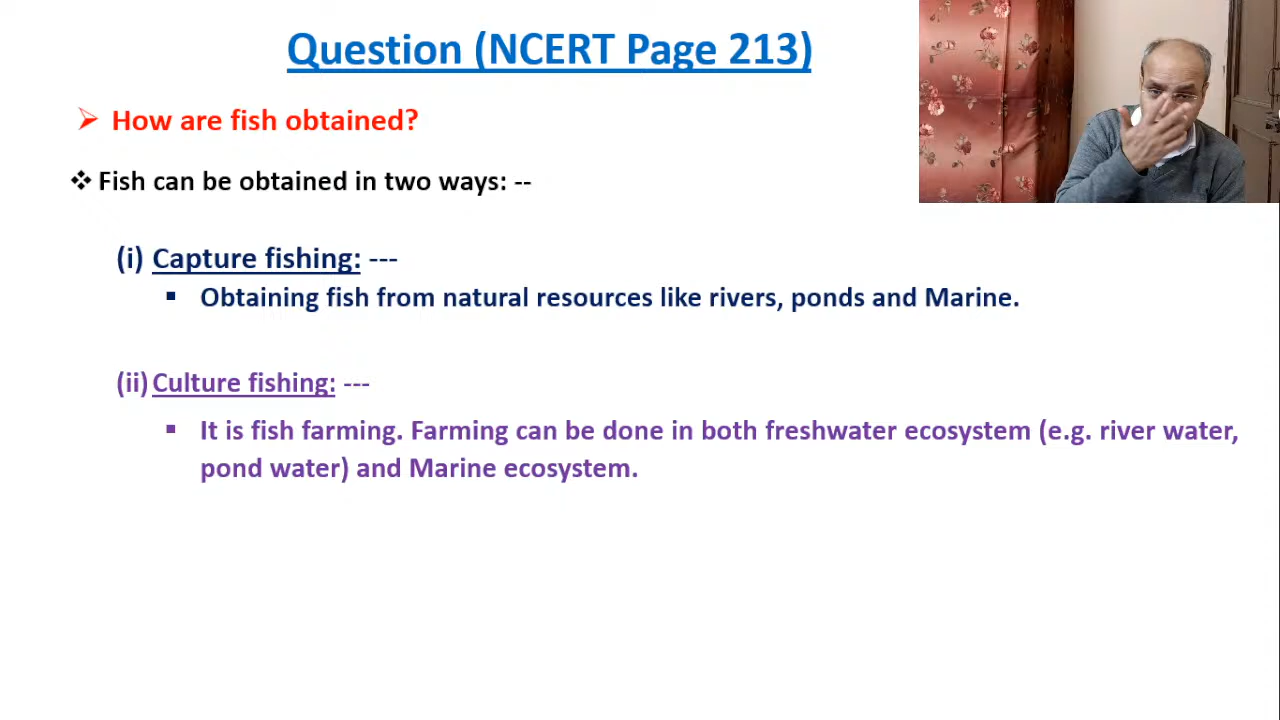 Question (NCERT Page 213)
➢ How are fish obtained?
❖ Fish can be obtained in two ways: --
(i) Capture fishing: ---
▪ Obtaining fish from natural resources like rivers, ponds and Marine.
(ii) Culture fishing: ---
▪ It is fish farming. Farming can be done in both freshwater ecosystem (e.g. river water,
pond water) and Marine ecosystem.